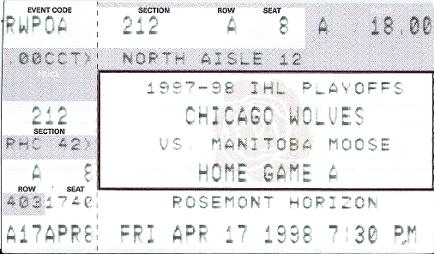 EVENT CODE SECTION ROW SEAT
RWPOA 212 A 8 A 18.00
.00CCTX NORTH AISLE 12
PRICE
1997-98 IHL PLAYOFFS
212 CHICAGO WOLVES
SECTION
RHC 42X VS. MANITOBA MOOSE
A 8 HOME GAME A
ROW SEAT
4031740 ROSEMONT HORIZON
A17APR8 FRI APR 17 1998 7:30 PM